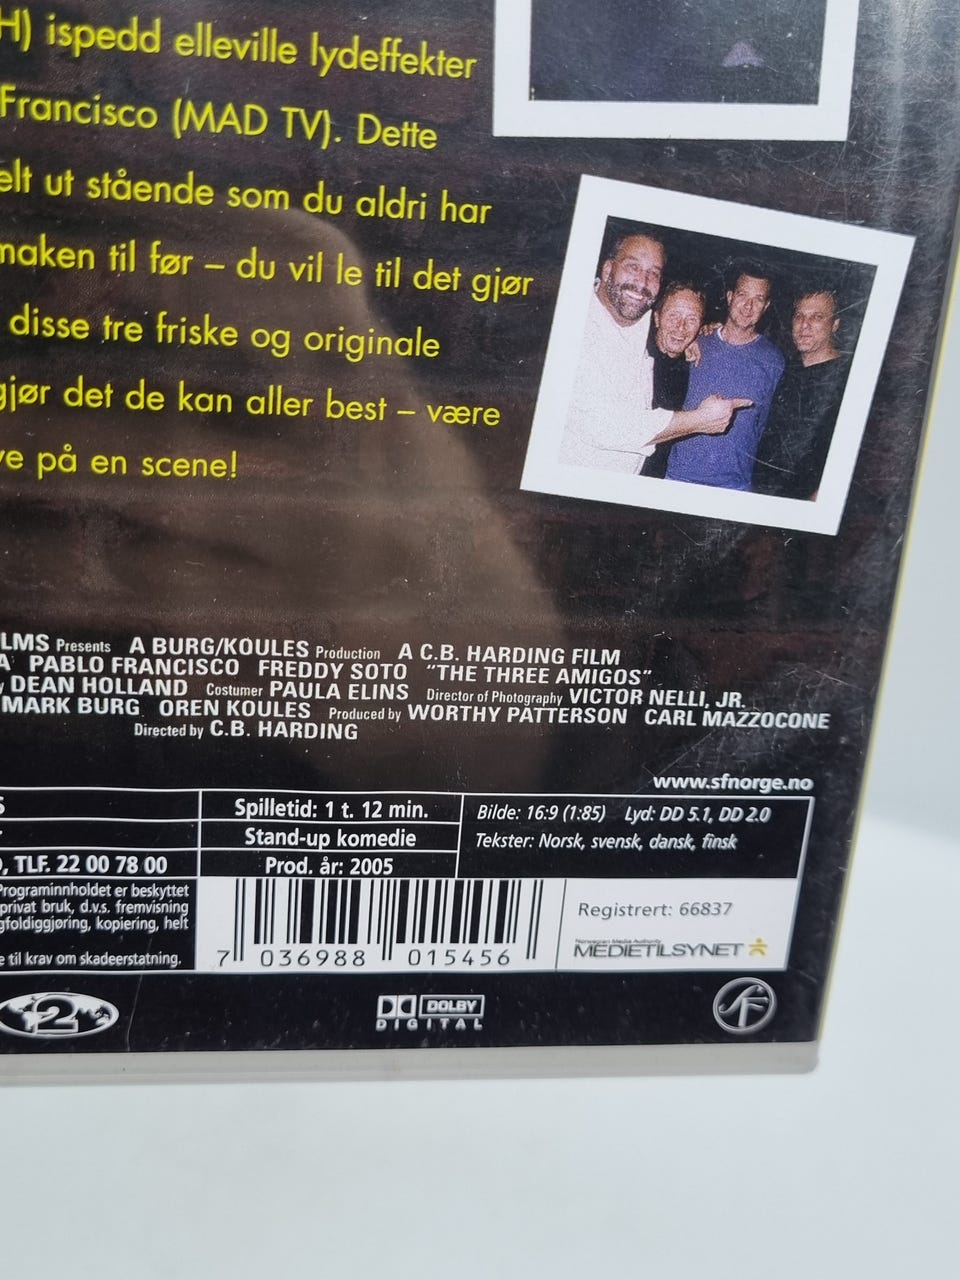 H) ispedd elleville lydeffekter
Francisco (MAD TV). Dette
elt ut stående som du aldri har
maken til før – du vil le til det gjør
disse tre friske og originale
gjør det de kan aller best – være
ve på en scene!
LMS Presents A BURG/KOULES Production A C.B. HARDING FILM
A PABLO FRANCISCO FREDDY SOTO "THE THREE AMIGOS"
y DEAN HOLLAND Costumer PAULA ELINS Director of Photography VICTOR NELLI, JR.
MARK BURG OREN KOULES Produced by WORTHY PATTERSON CARL MAZZOCONE
Directed by C.B. HARDING
www.sfnorge.no
S
Spilletid: 1 t. 12 min.
Stand-up komedie
Prod. år: 2005
Bilde: 16:9 (1:85) Lyd: DD 5.1, DD 2.0
Tekster: Norsk, svensk, dansk, finsk
, TLF. 22 00 78 00
Programinnholdet er beskyttet
privat bruk, d.v.s. fremvisning
gfoldiggjøring, kopiering, helt
e til krav om skadeerstatning.
7 036988 015456
Registrert: 66837
Norwegian Media Authority
MEDIETILSYNET
2
DOLBY
DIGITAL
SF